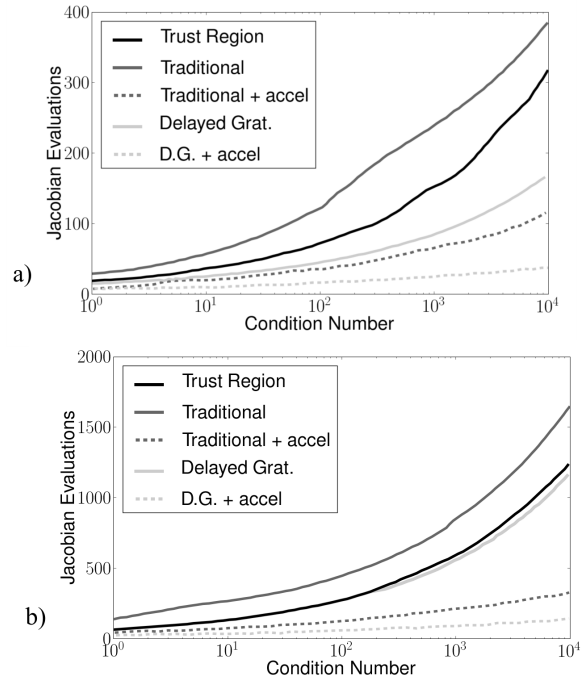 a)
Jacobian Evaluations
400
300
200
100
0
Trust Region
Traditional
Traditional + accel
Delayed Grat.
D.G. + accel
10^0
10^1
10^2
10^3
10^4
Condition Number
b)
Jacobian Evaluations
2000
1500
1000
500
0
Trust Region
Traditional
Traditional + accel
Delayed Grat.
D.G. + accel
10^0
10^1
10^2
10^3
10^4
Condition Number